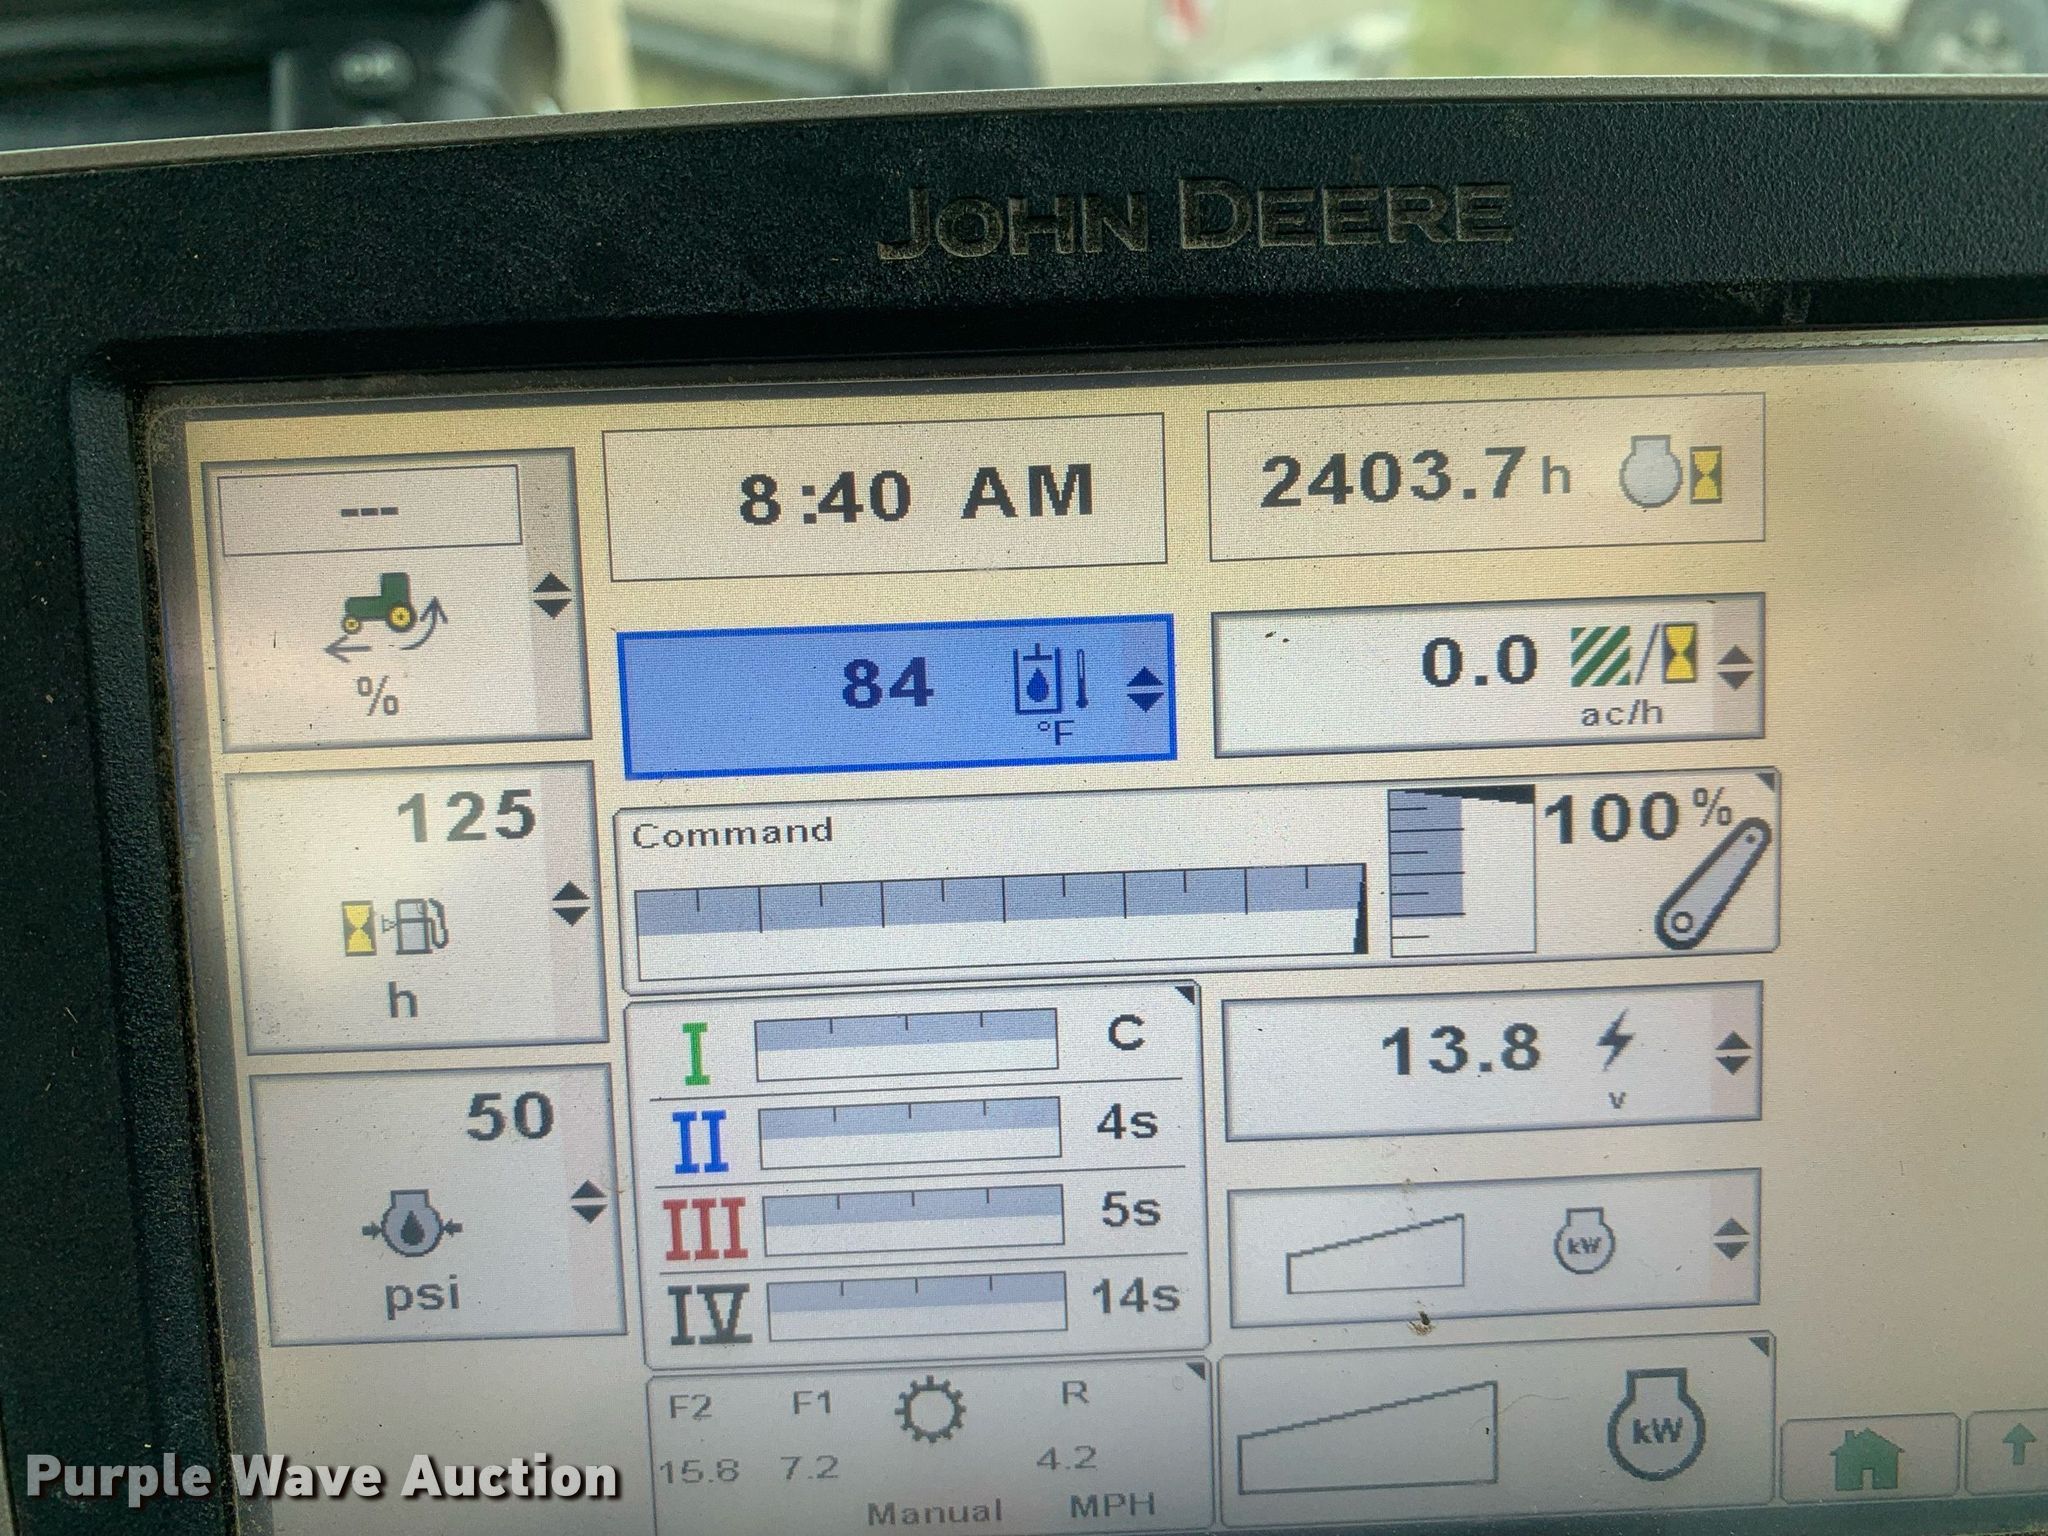 JOHN DEERE
---
%
8:40 AM
2403.7 h
84
°F
0.0
ac/h
125
h
Command
100 %
50
psi
I C
II 4s
III 5s
IV 14s
13.8
v
kW
F2 F1 R
15.8 7.2 4.2
Manual MPH
kW
Purple Wave Auction